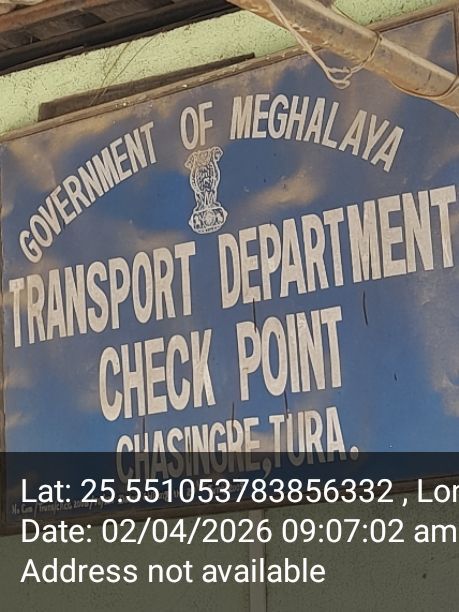 GOVERNMENT OF MEGHALAYA
TRANSPORT DEPARTMENT
CHECK POINT
CHASINGRE, TURA.
Lat: 25.551053783856332 , Lon
Date: 02/04/2026 09:07:02 am
Address not available